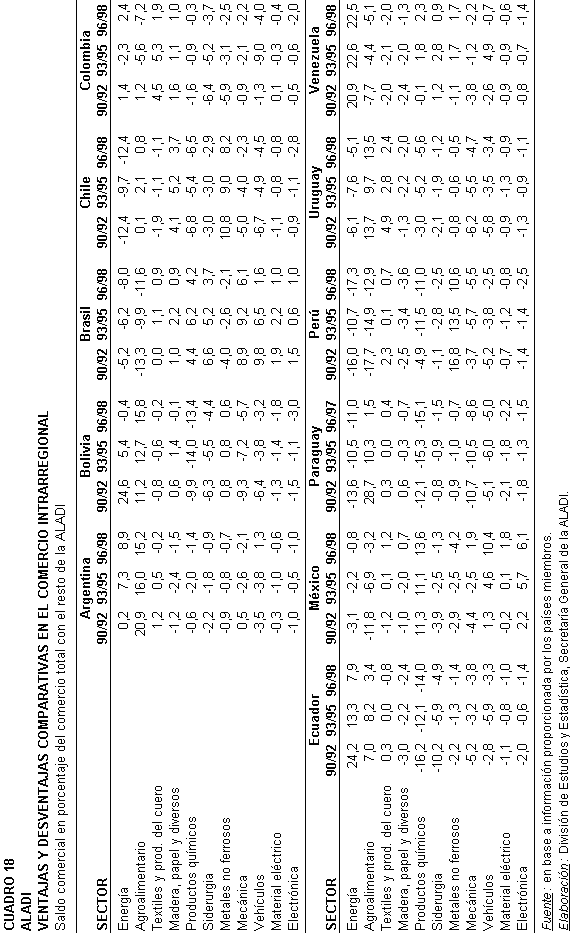 CUADRO 18
ALADI
VENTAJAS Y DESVENTAJAS COMPARATIVAS EN EL COMERCIO INTRARREGIONAL
Saldo comercial en porcentaje del comercio total con el resto de la ALADI
Argentina Bolivia Brasil Chile Colombia
SECTOR 90/92 93/95 96/98 90/92 93/95 96/98 90/92 93/95 96/98 90/92 93/95 96/98 90/92 93/95 96/98
Energía 0,2 7,3 8,9 24,6 5,4 -0,4 -5,2 -6,2 -8,0 -12,4 -9,7 -12,4 1,4 -2,3 2,4
Agroalimentario 20,9 16,0 15,2 11,2 12,7 15,8 -13,3 -9,9 -11,6 0,1 2,1 0,8 1,2 -5,6 -7,2
Textiles y prod. del cuero 1,2 0,5 -0,2 -0,8 -0,6 -0,2 0,0 1,1 0,9 -1,9 -1,1 -1,1 4,5 5,3 1,9
Madera, papel y diversos -1,2 -2,4 -1,5 0,6 1,4 -0,1 1,0 2,2 0,9 4,1 5,2 3,7 1,6 1,1 1,0
Productos químicos -0,6 -2,0 -1,4 -9,9 -14,0 -13,4 4,4 6,2 4,2 -6,8 -5,4 -6,5 -1,6 -0,9 -0,3
Siderurgia -2,2 -1,8 -0,9 -6,3 -5,5 -4,4 6,6 5,2 3,7 -3,0 -3,0 -2,9 -6,4 -5,2 -3,7
Metales no ferrosos -0,9 -0,8 -0,7 0,8 0,8 0,6 -4,0 -2,6 -2,1 10,8 9,0 8,2 -5,9 -3,1 -2,5
Mecánica 0,5 -2,6 -2,1 -9,3 -7,2 -5,7 8,9 9,2 6,1 -5,0 -4,0 -2,3 -2,9 -2,1 -2,2
Vehículos -3,5 -3,8 1,3 -6,4 -3,8 -3,2 9,8 6,5 1,6 -6,7 -4,9 -4,5 -1,3 -9,0 -4,0
Material eléctrico -0,3 -1,0 -0,6 -1,3 -1,4 -1,8 1,9 2,2 1,0 -1,1 -0,8 -0,8 0,1 -0,3 -0,4
Electrónica -1,0 -0,5 -1,0 -1,5 -1,1 -3,0 1,5 0,6 1,0 -0,9 -1,1 -2,8 -0,5 -0,6 -2,0
Ecuador México Paraguay Perú Uruguay Venezuela
SECTOR 90/92 93/95 96/98 90/92 93/95 96/98 90/92 93/95 96/97 90/92 93/95 96/98 90/92 93/95 96/98 90/92 93/95 96/98
Energía 24,2 13,3 7,9 -3,1 -2,2 -0,8 -13,6 -10,5 -11,0 -16,0 -10,7 -17,3 -6,1 -7,6 -5,1 20,9 22,6 22,5
Agroalimentario 7,0 8,2 3,4 -11,8 -6,9 -3,2 28,7 10,3 1,5 -17,7 -14,9 -12,9 13,7 9,7 13,5 -7,7 -4,4 -5,1
Textiles y prod. del cuero 0,3 0,0 -0,8 -1,2 0,1 1,2 0,3 0,0 0,4 2,3 0,1 0,7 4,9 2,8 2,4 -2,0 -2,1 -2,0
Madera, papel y diversos -3,0 -2,2 -2,4 -1,0 -2,0 0,7 0,6 -0,3 -0,7 -2,5 -3,4 -3,6 -1,3 -2,2 -2,0 -2,4 -2,0 -1,3
Productos químicos -16,2 -12,1 -14,0 11,3 11,1 13,6 -12,1 -15,3 -15,1 -4,9 -11,5 -11,0 -3,0 -5,2 -5,6 -0,1 1,8 2,3
Siderurgia -10,2 -5,9 -4,9 -3,9 -2,5 -1,3 -0,8 -0,9 -1,5 -1,1 -2,8 -2,5 -2,1 -1,9 -1,2 1,2 2,8 0,9
Metales no ferrosos -2,2 -1,3 -1,4 -2,9 -2,5 -4,2 -0,9 -1,0 -0,7 16,8 13,5 10,6 -0,8 -0,6 -0,5 -1,1 1,7 1,7
Mecánica -5,2 -3,2 -3,8 -4,4 -2,5 1,9 -10,7 -10,5 -8,6 -3,7 -5,7 -5,5 -6,2 -5,5 -4,7 -3,8 -1,2 -2,2
Vehículos -2,8 -5,9 -3,3 1,3 4,6 10,4 -5,1 -6,0 -5,0 -5,2 -3,8 -2,5 -5,8 -3,5 -3,4 -2,6 4,9 -0,7
Material eléctrico -1,1 -0,8 -1,0 -0,2 0,1 1,8 -2,1 -1,8 -2,2 -0,7 -1,2 -0,8 -0,9 -1,3 -0,9 -0,9 -0,9 -0,6
Electrónica -2,0 -0,6 -1,4 2,2 5,7 6,1 -1,8 -1,3 -1,5 -1,4 -1,4 -2,5 -1,3 -0,9 -1,1 -0,8 -0,7 -1,4
Fuente : en base a información proporcionada por los países miembros.
Elaboración : División de Estudios y Estadística, Secretaría General de la ALADI.